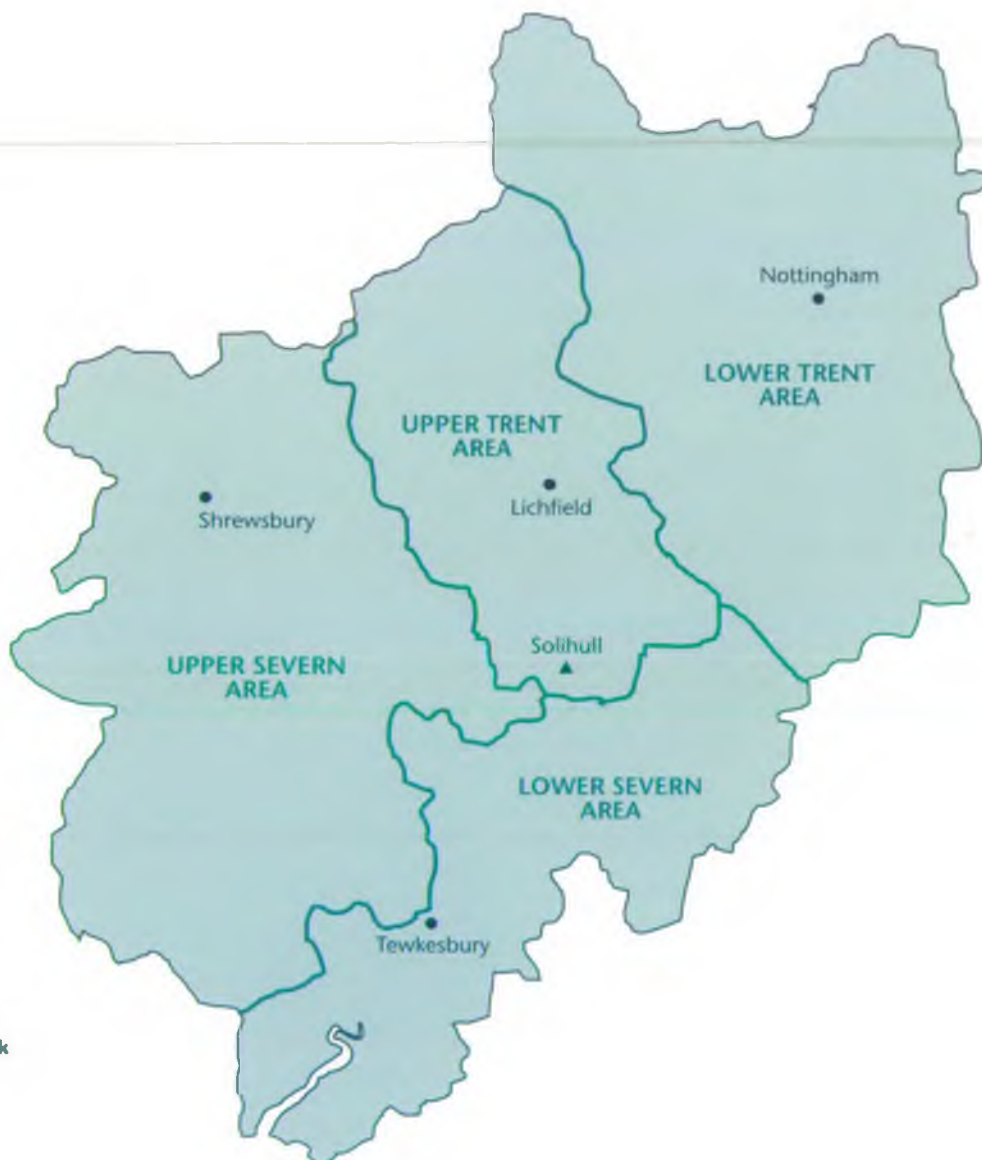 Nottingham
LOWER TRENT
AREA
UPPER TRENT
AREA
Lichfield
Shrewsbury
Solihull
UPPER SEVERN
AREA
LOWER SEVERN
AREA
Tewkesbury
k